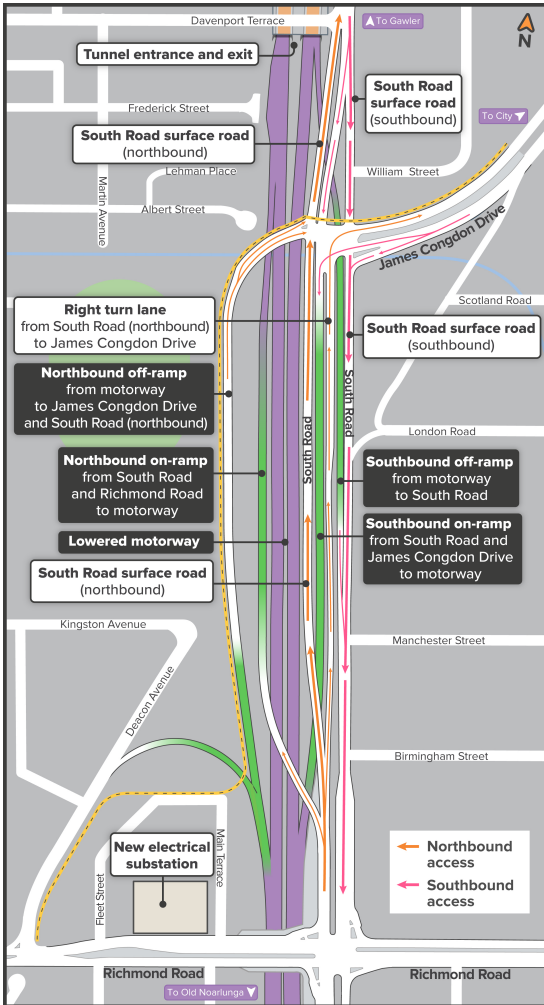 Davenport Terrace
To Gawler
N
Tunnel entrance and exit
South Road
surface road
(southbound)
Frederick Street
To City
South Road surface road
(northbound)
Lehman Place
William Street
Martin Avenue
Albert Street
James Congdon Drive
Right turn lane
from South Road (northbound)
to James Congdon Drive
Scotland Road
South Road surface road
(southbound)
Northbound off-ramp
from motorway
to James Congdon Drive
and South Road (northbound)
South Road
South Road
London Road
Northbound on-ramp
from South Road
and Richmond Road
to motorway
Southbound off-ramp
from motorway
to South Road
Lowered motorway
Southbound on-ramp
from South Road and
James Congdon Drive
to motorway
South Road surface road
(northbound)
Kingston Avenue
Manchester Street
Deacon Avenue
Birmingham Street
New electrical
substation
Main Terrace
Fleet Street
Northbound
access
Southbound
access
Richmond Road
Richmond Road
To Old Noarlunga